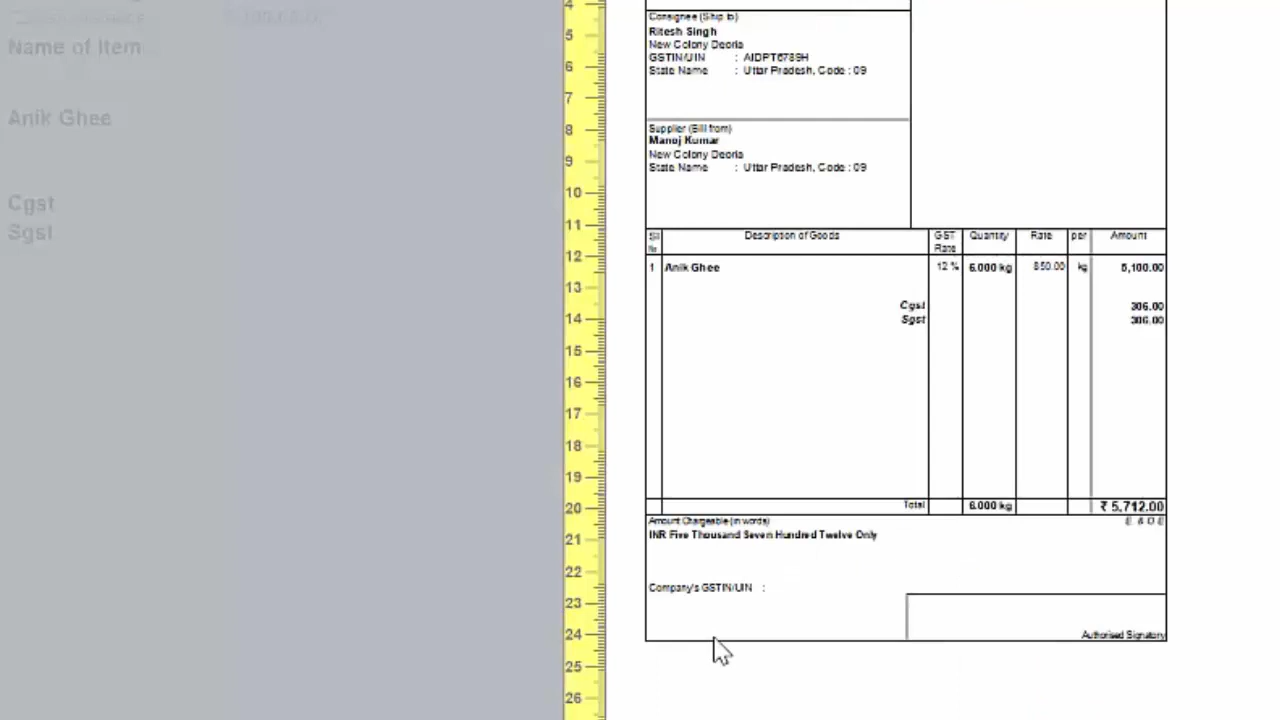 Name of Item
Anik Ghee
Cgst
Sgst
4
5
6
7
8
9
10
11
12
13
14
15
16
17
18
19
20
21
22
23
24
25
26
Consignee (Ship to)
Ritesh Singh
New Colony Deoria
GSTIN/UIN : AIDPT6789H
State Name : Uttar Pradesh, Code : 09
Supplier (Bill from)
Manoj Kumar
New Colony Deoria
State Name : Uttar Pradesh, Code : 09
Sl Description of Goods GST Quantity Rate per Amount
No. Rate
1 Anik Ghee 12 % 6.000 kg 850.00 kg 5,100.00
Cgst 306.00
Sgst 306.00
Total 6.000 kg ₹ 5,712.00
Amount Chargeable (in words) E. & O.E
INR Five Thousand Seven Hundred Twelve Only
Company's GSTIN/UIN :
Authorised Signatory